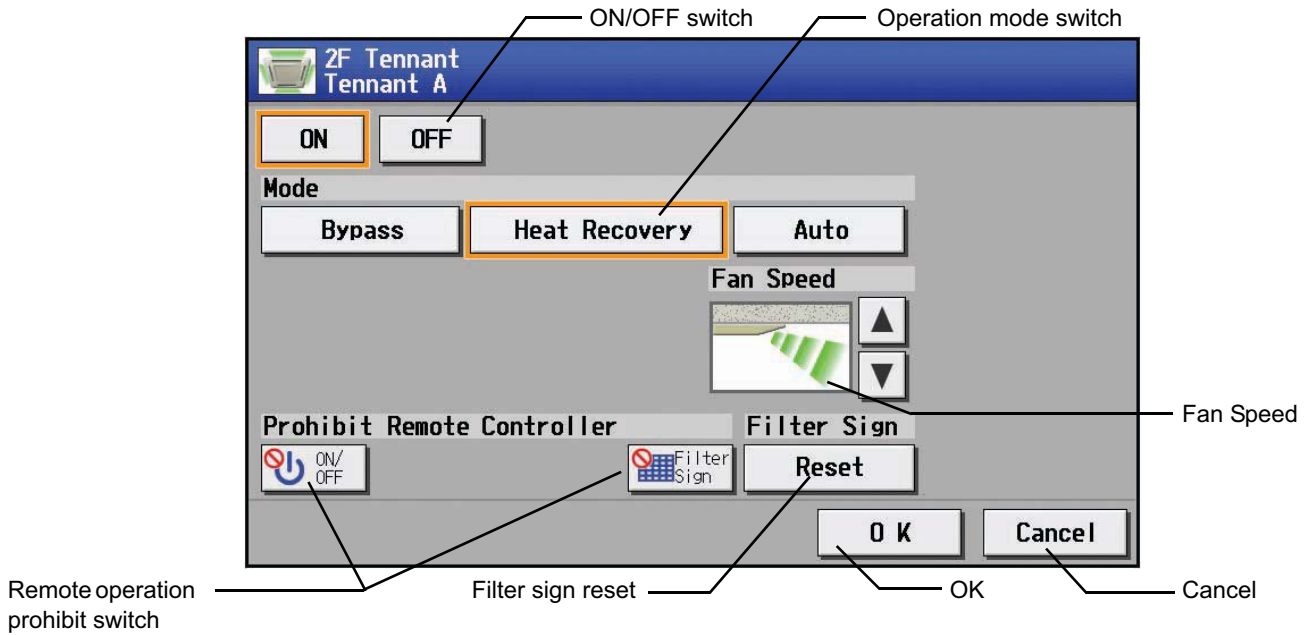 ON/OFF switch
Operation mode switch
2F Tennant
Tennant A
ON
OFF
Mode
Bypass
Heat Recovery
Auto
Fan Speed
Fan Speed
Prohibit Remote Controller
Filter Sign
ON/
OFF
Filter
Sign
Reset
O K
Cancel
Remote operation
prohibit switch
Filter sign reset
OK
Cancel